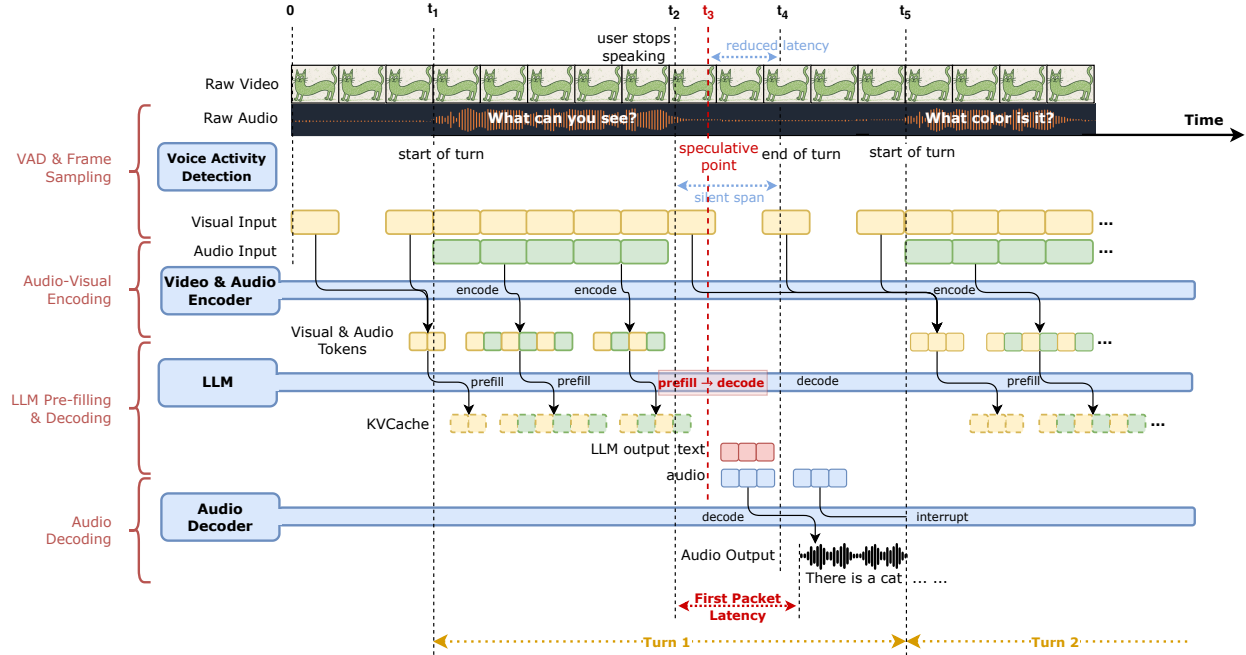 0
t1
t2
t3
t4
t5
user stops
speaking
reduced latency
Raw Video
Raw Audio
What can you see?
What color is it?
Time
VAD & Frame
Sampling
Voice Activity
Detection
start of turn
speculative
point
end of turn
start of turn
silent span
Visual Input
...
Audio Input
...
Audio-Visual
Encoding
Video & Audio
Encoder
encode
encode
encode
Visual & Audio
Tokens
...
LLM Pre-filling
& Decoding
LLM
prefill
prefill
prefill → decode
decode
prefill
KVCache
...
LLM output text
audio
Audio
Decoding
Audio
Decoder
decode
interrupt
Audio Output
There is a cat ... ...
First Packet
Latency
Turn 1
Turn 2